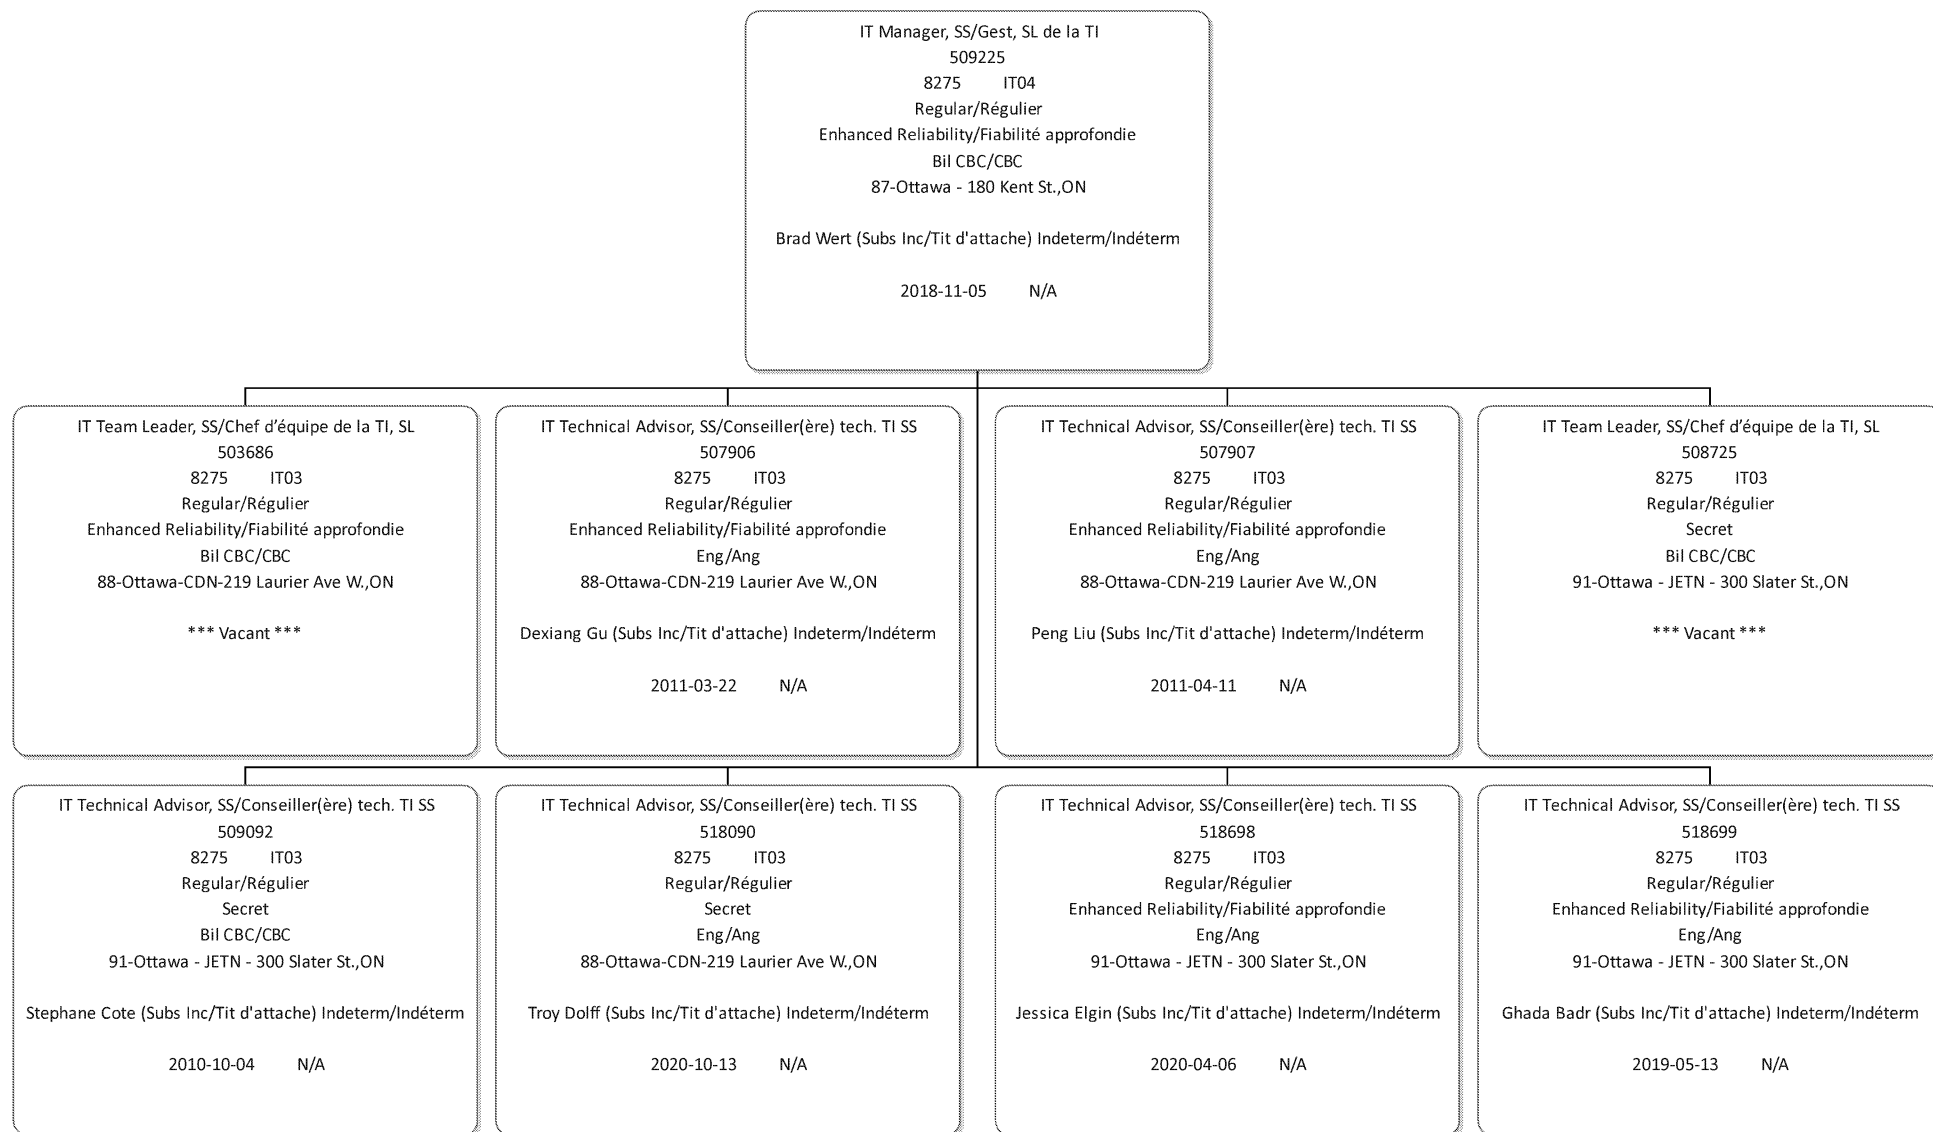 IT Manager, SS/Gest, SL de la TI
509225
8275 IT04
Regular/Régulier
Enhanced Reliability/Fiabilité approfondie
Bil CBC/CBC
87-Ottawa - 180 Kent St.,ON
Brad Wert (Subs Inc/Tit d'attache) Indeterm/Indéterm
2018-11-05 N/A
IT Team Leader, SS/Chef d’équipe de la TI, SL
503686
8275 IT03
Regular/Régulier
Enhanced Reliability/Fiabilité approfondie
Bil CBC/CBC
88-Ottawa-CDN-219 Laurier Ave W.,ON
*** Vacant ***
IT Technical Advisor, SS/Conseiller(ère) tech. TI SS
507906
8275 IT03
Regular/Régulier
Enhanced Reliability/Fiabilité approfondie
Eng/Ang
88-Ottawa-CDN-219 Laurier Ave W.,ON
Dexiang Gu (Subs Inc/Tit d'attache) Indeterm/Indéterm
2011-03-22 N/A
IT Technical Advisor, SS/Conseiller(ère) tech. TI SS
507907
8275 IT03
Regular/Régulier
Enhanced Reliability/Fiabilité approfondie
Eng/Ang
88-Ottawa-CDN-219 Laurier Ave W.,ON
Peng Liu (Subs Inc/Tit d'attache) Indeterm/Indéterm
2011-04-11 N/A
IT Team Leader, SS/Chef d’équipe de la TI, SL
508725
8275 IT03
Regular/Régulier
Secret
Bil CBC/CBC
91-Ottawa - JETN - 300 Slater St.,ON
*** Vacant ***
IT Technical Advisor, SS/Conseiller(ère) tech. TI SS
509092
8275 IT03
Regular/Régulier
Secret
Bil CBC/CBC
91-Ottawa - JETN - 300 Slater St.,ON
Stephane Cote (Subs Inc/Tit d'attache) Indeterm/Indéterm
2010-10-04 N/A
IT Technical Advisor, SS/Conseiller(ère) tech. TI SS
518090
8275 IT03
Regular/Régulier
Secret
Eng/Ang
88-Ottawa-CDN-219 Laurier Ave W.,ON
Troy Dolff (Subs Inc/Tit d'attache) Indeterm/Indéterm
2020-10-13 N/A
IT Technical Advisor, SS/Conseiller(ère) tech. TI SS
518698
8275 IT03
Regular/Régulier
Enhanced Reliability/Fiabilité approfondie
Eng/Ang
91-Ottawa - JETN - 300 Slater St.,ON
Jessica Elgin (Subs Inc/Tit d'attache) Indeterm/Indéterm
2020-04-06 N/A
IT Technical Advisor, SS/Conseiller(ère) tech. TI SS
518699
8275 IT03
Regular/Régulier
Enhanced Reliability/Fiabilité approfondie
Eng/Ang
91-Ottawa - JETN - 300 Slater St.,ON
Ghada Badr (Subs Inc/Tit d'attache) Indeterm/Indéterm
2019-05-13 N/A